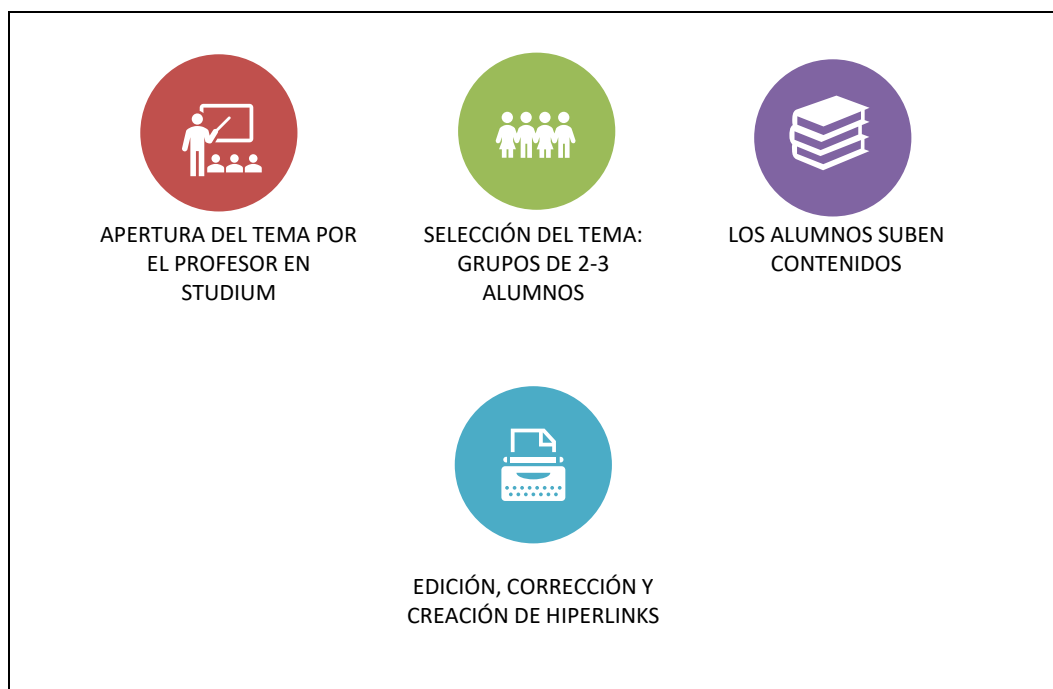 APERTURA DEL TEMA POR
EL PROFESOR EN
STUDIUM
SELECCIÓN DEL TEMA:
GRUPOS DE 2-3
ALUMNOS
LOS ALUMNOS SUBEN
CONTENIDOS
EDICIÓN, CORRECCIÓN Y
CREACIÓN DE HIPERLINKS